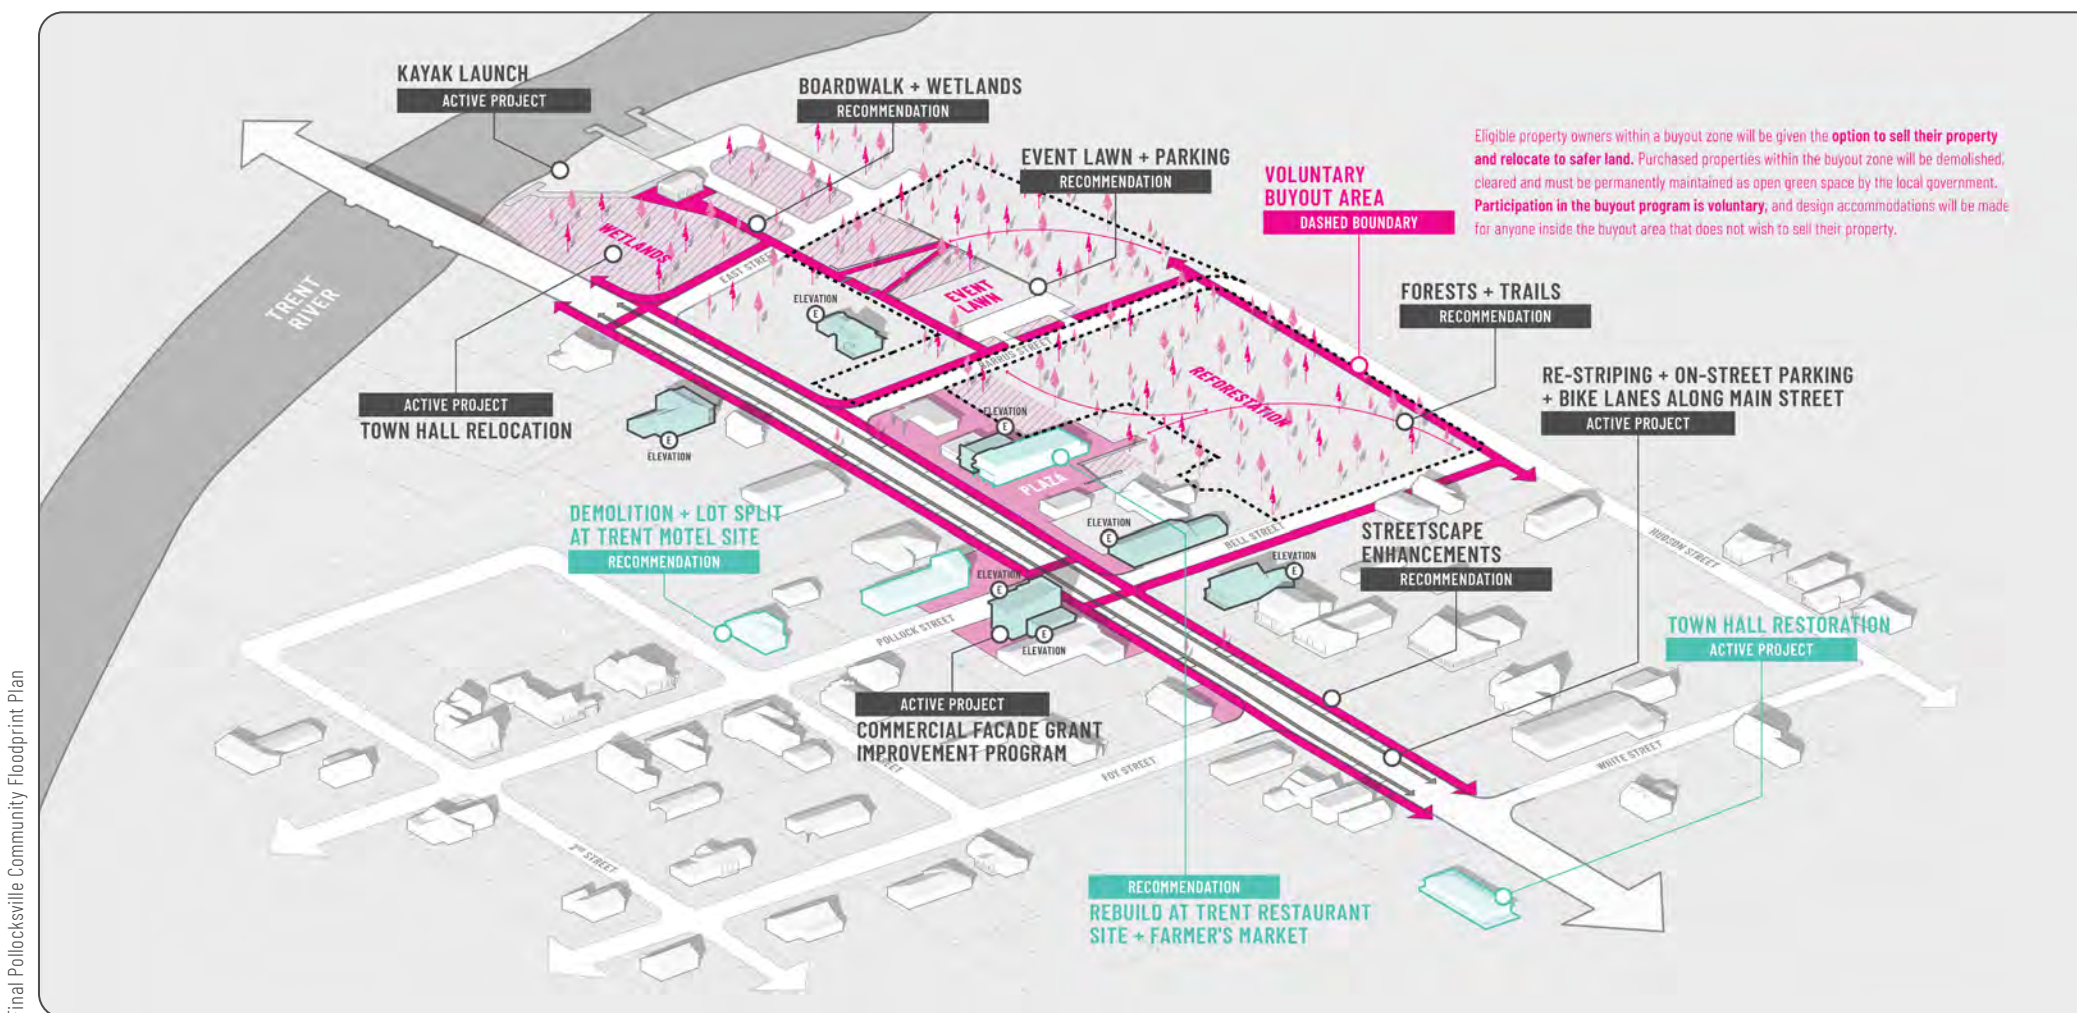 KAYAK LAUNCH
ACTIVE PROJECT
BOARDWALK + WETLANDS
RECOMMENDATION
EVENT LAWN + PARKING
RECOMMENDATION
VOLUNTARY
BUYOUT AREA
DASHED BOUNDARY
Eligible property owners within a buyout zone will be given the option to sell their property
and relocate to safer land. Purchased properties within the buyout zone will be demolished,
cleared and must be permanently maintained as open green space by the local government.
Participation in the buyout program is voluntary, and design accommodations will be made
for anyone inside the buyout area that does not wish to sell their property.
FORESTS + TRAILS
RECOMMENDATION
RE-STRIPING + ON-STREET PARKING
+ BIKE LANES ALONG MAIN STREET
ACTIVE PROJECT
TRENT
RIVER
WETLANDS
EAST STREET
EVENT
LAWN
ELEVATION
E
HARRUS STREET
REFORESTATION
ACTIVE PROJECT
TOWN HALL RELOCATION
E
ELEVATION
ELEVATION
E
PLAZA
DEMOLITION + LOT SPLIT
AT TRENT MOTEL SITE
RECOMMENDATION
ELEVATION
E
BELL STREET
STREETSCAPE
ENHANCEMENTS
RECOMMENDATION
ELEVATION
E
HUDSON STREET
ELEVATION
E
E
ELEVATION
POLLOCK STREET
TOWN HALL RESTORATION
ACTIVE PROJECT
ACTIVE PROJECT
COMMERCIAL FACADE GRANT
IMPROVEMENT PROGRAM
STREET
FOY STREET
WHITE STREET
2ND STREET
RECOMMENDATION
REBUILD AT TRENT RESTAURANT
SITE + FARMER'S MARKET
Final Pollocksville Community Floodprint Plan